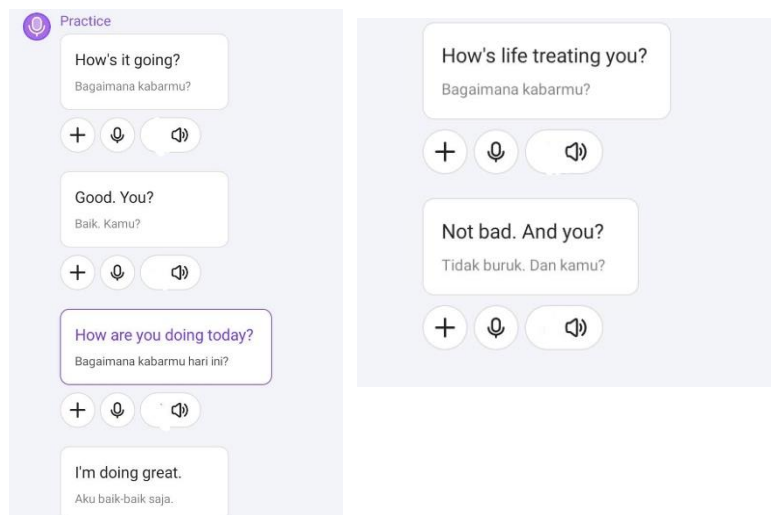 Practice
How's it going?
Bagaimana kabarmu?
Good. You?
Baik. Kamu?
How are you doing today?
Bagaimana kabarmu hari ini?
I'm doing great.
Aku baik-baik saja.
How's life treating you?
Bagaimana kabarmu?
Not bad. And you?
Tidak buruk. Dan kamu?